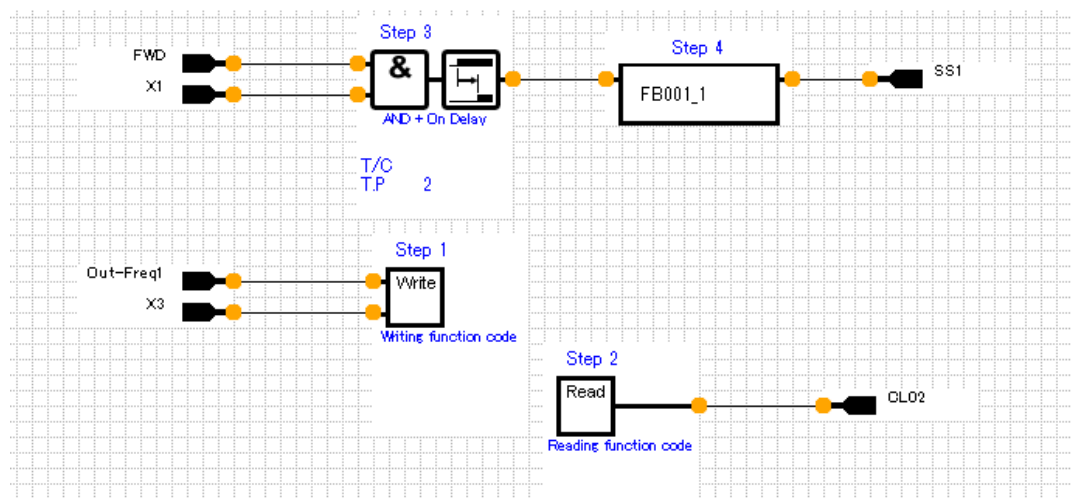 Step 3
FWD
X1
&
AND + On Delay
T/C
T.P 2
Step 4
FB001_1
SS1
Step 1
Out-Freq1
X3
Write
Writing function code
Step 2
Read
Reading function code
CLO2